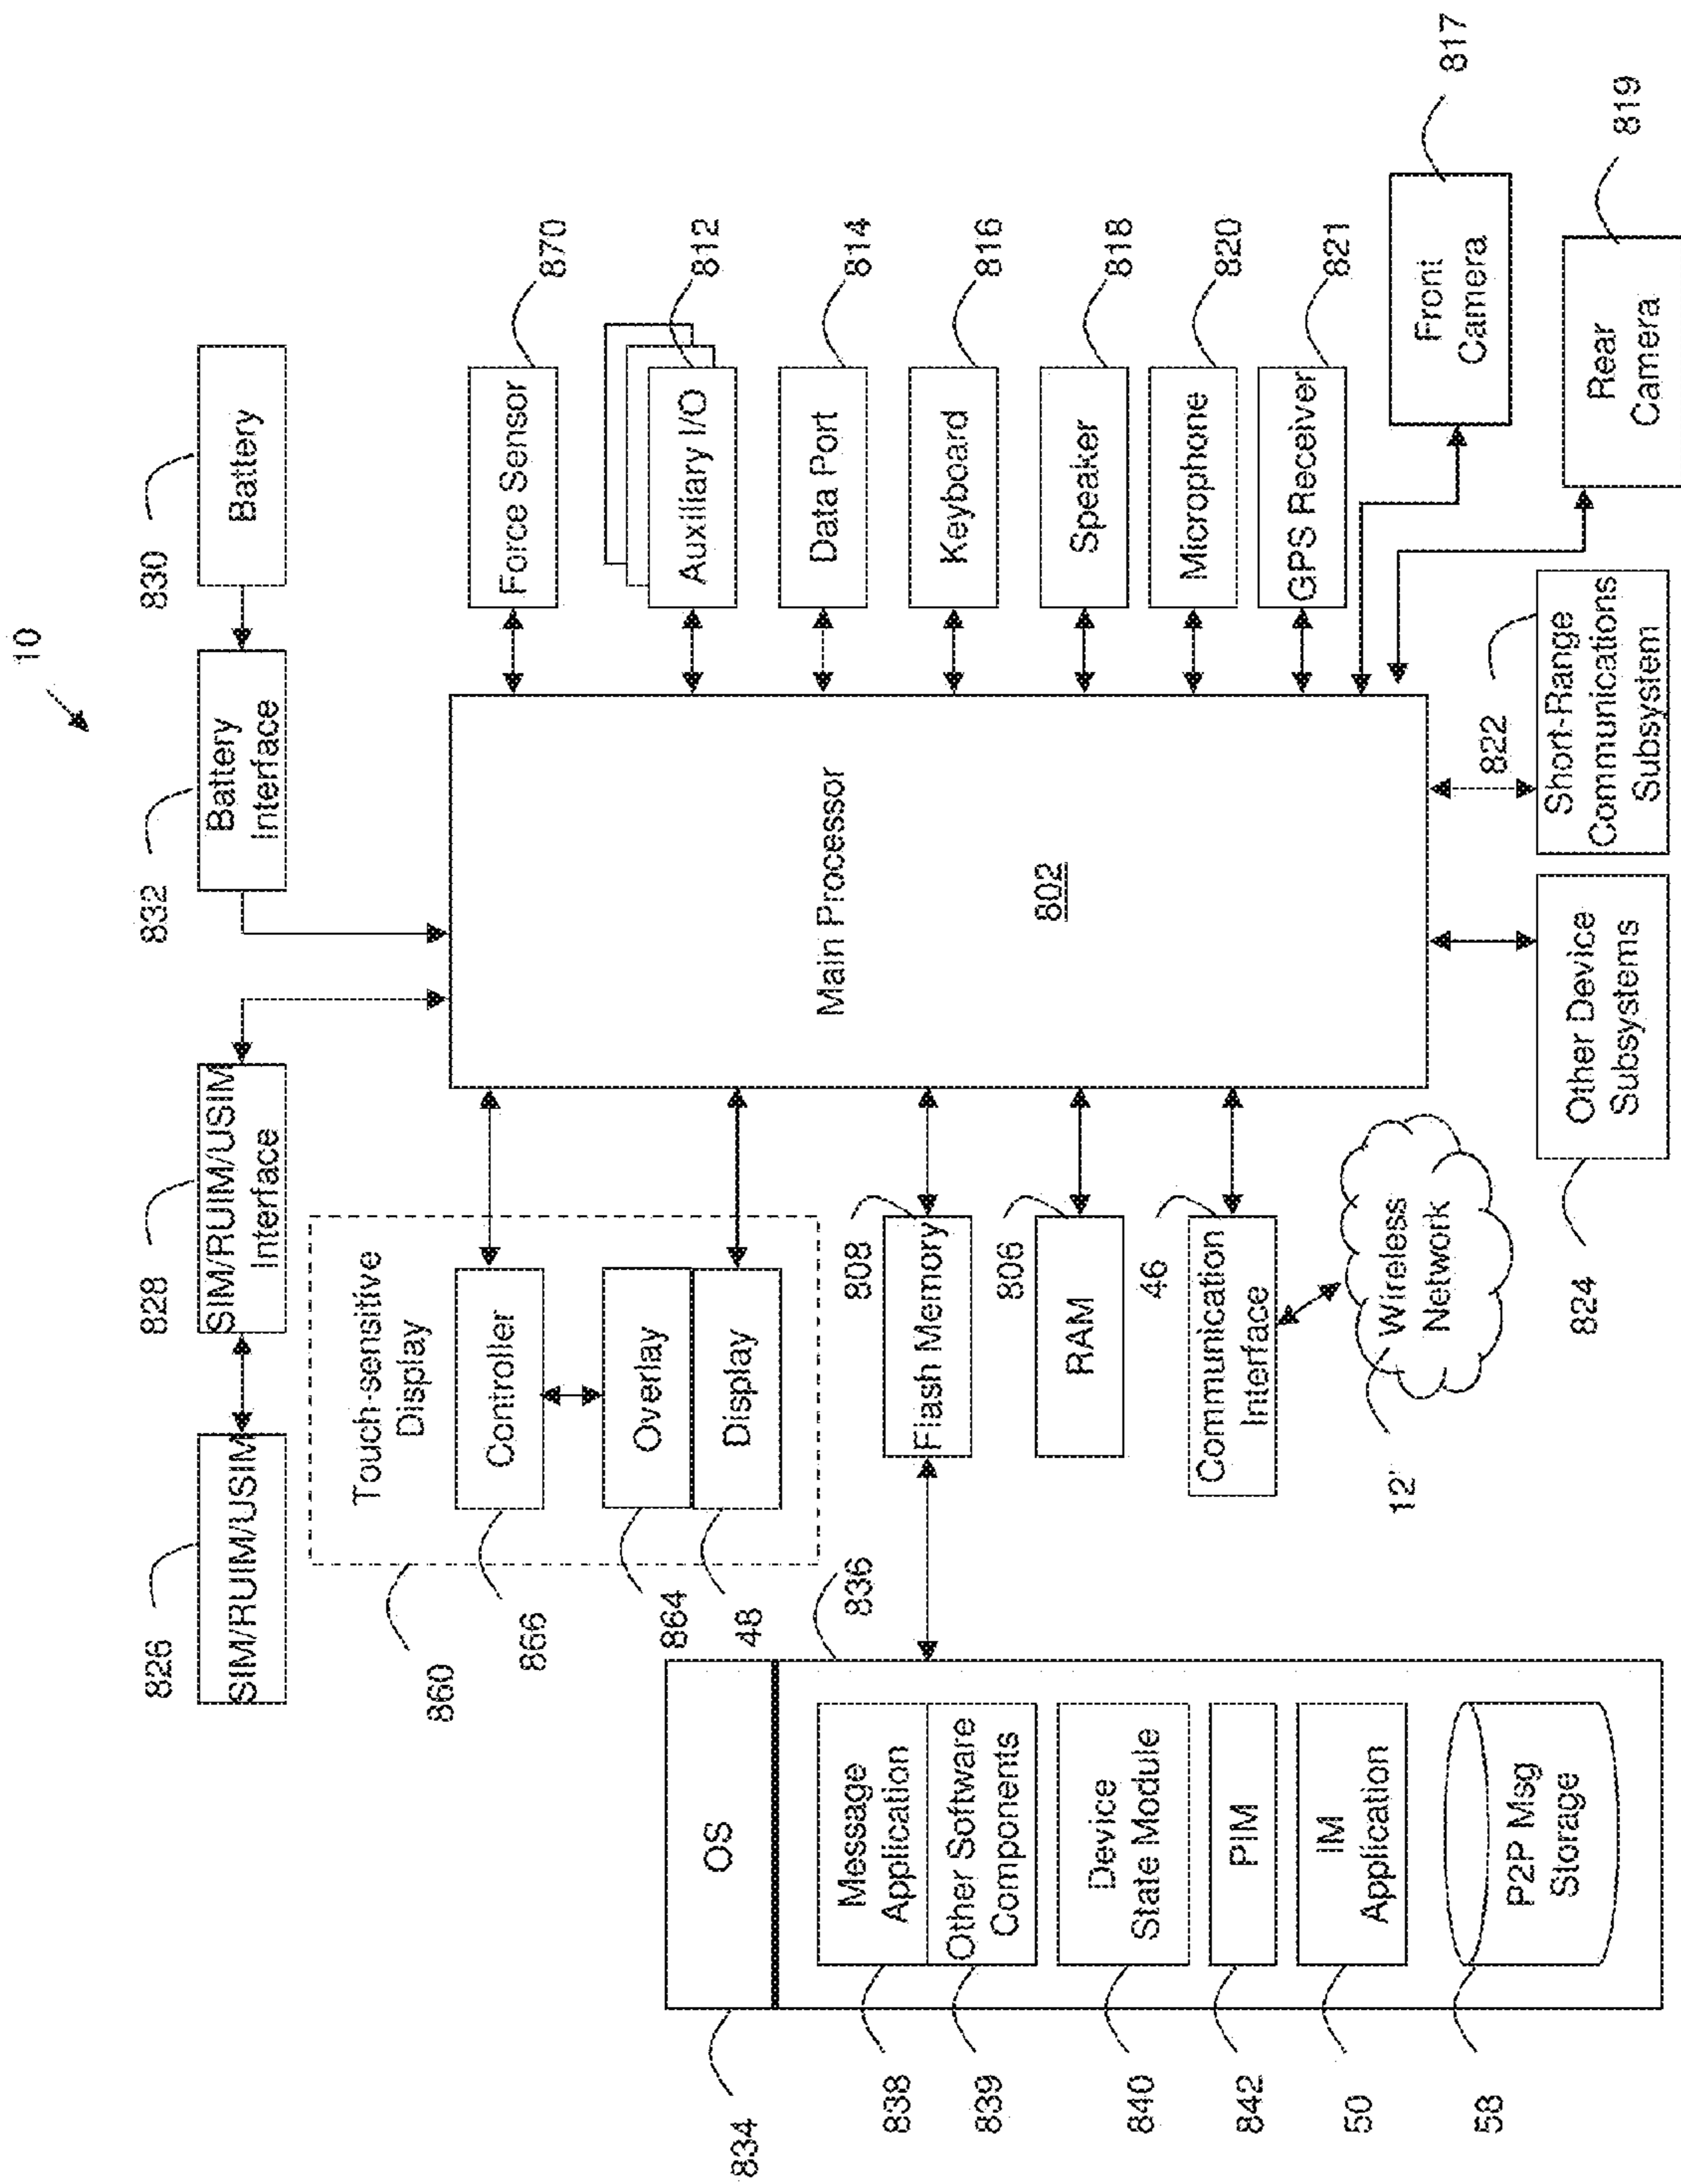 10
826
SIM/RUIM/USIM
828
SIM/RUIM/USIM
Interface
832
Battery
Interface
830
Battery
860
Touch-sensitive
Display
866
Controller
864
Overlay
48
Display
834
OS
836
838
Message
Application
839
Other Software
Components
840
Device
State Module
842
PIM
50
IM
Application
58
P2P Msg
Storage
808
Flash Memory
806
RAM
46
Communication
Interface
12
Wireless
Network
Main Processor
802
Force Sensor
870
Auxiliary I/O
812
Data Port
814
Keyboard
816
Speaker
818
Microphone
820
GPS Receiver
821
Front
Camera
817
Rear
Camera
819
824
Other Device
Subsystems
822
Short-Range
Communications
Subsystem